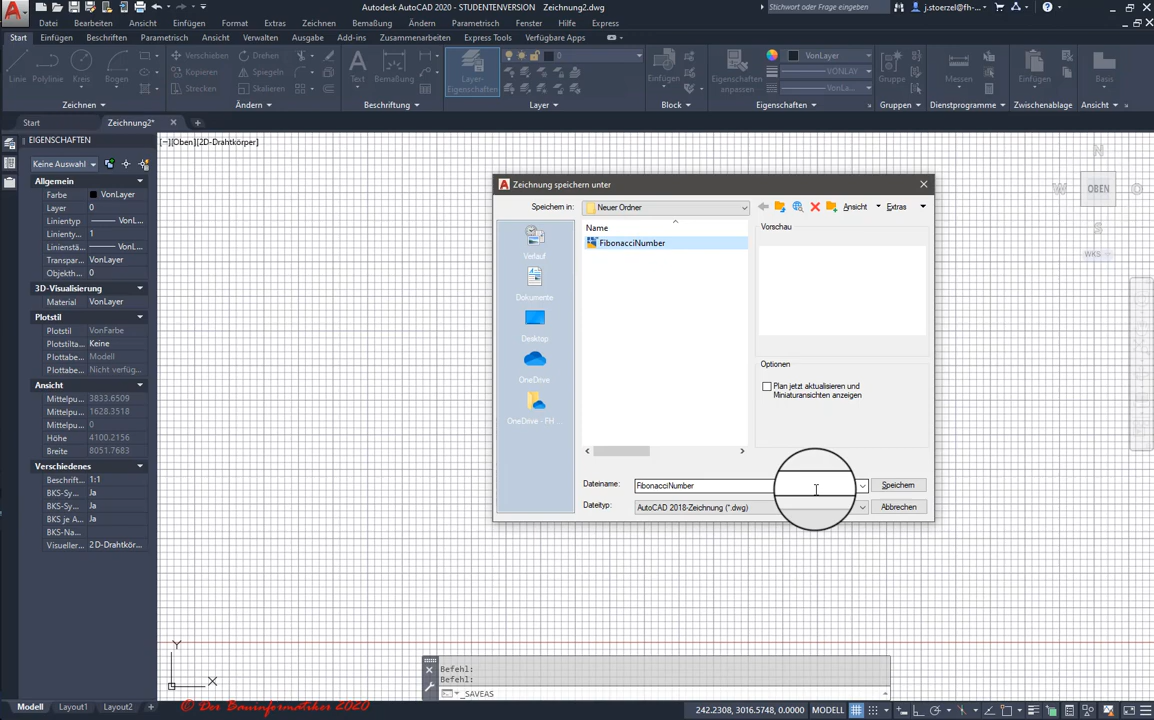 Autodesk AutoCAD 2020 - STUDENTENVERSION Zeichnung2.dwg
Stichwort oder Frage eingeben
j.stoerzel@fh-...
Datei Bearbeiten Ansicht Einfügen Format Extras Zeichnen Bemaßung Ändern Parametrisch Fenster Hilfe Express
Start Einfügen Beschriften Parametrisch Ansicht Verwalten Ausgabe Add-ins Zusammenarbeiten Express Tools Verfügbare Apps
Linie Polylinie Kreis Bogen
Verschieben Drehen
Kopieren Spiegeln
Strecken Skalieren
Text Bemaßung
Layer-
Eigenschaften
0
Einfügen
Eigenschaften
anpassen
VonLayer
VONLAY
VonLa...
Gruppe
Messen
Einfügen
Basis
Zeichnen Ändern Beschriftung Layer Block Eigenschaften Gruppen Dienstprogramme Zwischenablage Ansicht
Start Zeichnung2*
EIGENSCHAFTEN
Keine Auswahl
Allgemein
Farbe VonLayer
Layer 0
Linientyp VonL...
Linientyp... 1
Linienstä... VonL...
Transpar... VonLayer
Objekth... 0
3D-Visualisierung
Material VonLayer
Plotstil
Plotstil VonFarbe
Plotstilta... Keine
Plottabe... Modell
Plottabe... Nicht verfüg...
Ansicht
Mittelpu... 3833.6509
Mittelpu... 1628.3518
Mittelpu... 0
Höhe 4100.2156
Breite 8051.7683
Verschiedenes
Beschrift... 1:1
BKS-Sy... Ja
BKS-Sy... Ja
BKS je A... Ja
BKS-Na...
Visueller... 2D-Drahtkör...
[−][Oben][2D-Drahtkörper]
N
W OBEN O
S
WKS
Zeichnung speichern unter
Speichern in: Neuer Ordner
Ansicht Extras
Name
FibonacciNumber
Verlauf
Dokumente
Desktop
OneDrive
OneDrive - FH ...
Vorschau
Optionen
Plan jetzt aktualisieren und
Miniaturansichten anzeigen
Dateiname: FibonacciNumber
Speichern
Dateityp: AutoCAD 2018-Zeichnung (*.dwg)
Abbrechen
Y
X
Befehl:
Befehl:
_SAVEAS
Modell Layout1 Layout2
© Der Bauinformatiker 2020
242.2308, 3016.5748, 0.0000 MODELL